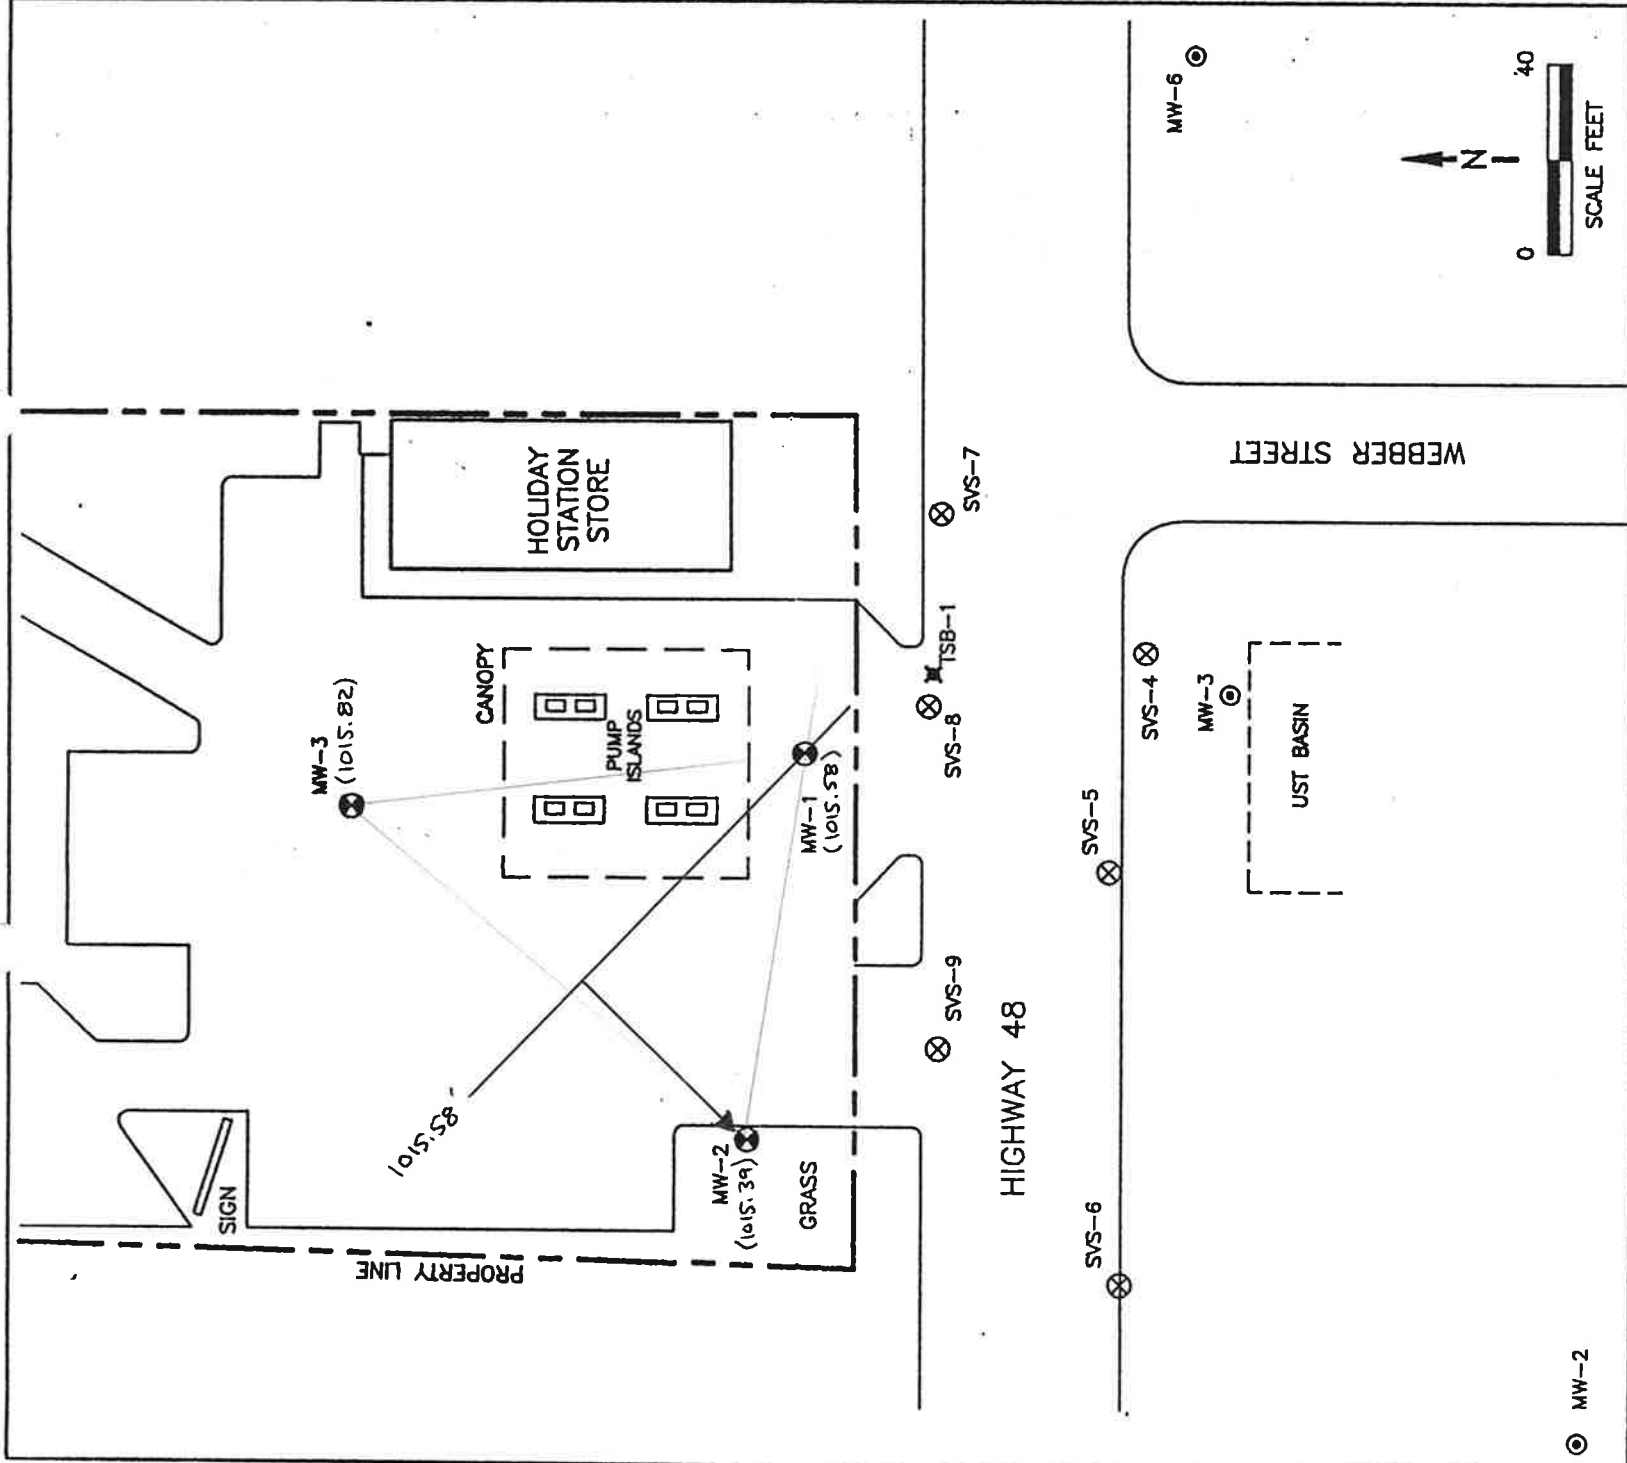 MW-6
40
0
N
SCALE FEET
HOLIDAY
STATION
STORE
SVS-7
WEBBER STREET
CANOPY
PUMP
ISLANDS
MW-3
(1015.82)
TSB-1
SVS-8
MW-1
(1015.58)
SVS-4
MW-3
UST BASIN
SVS-5
SVS-9
HIGHWAY 48
1015.58'
SIGN
MW-2
(1015.39)
GRASS
PROPERTY LINE
SVS-6
MW-2